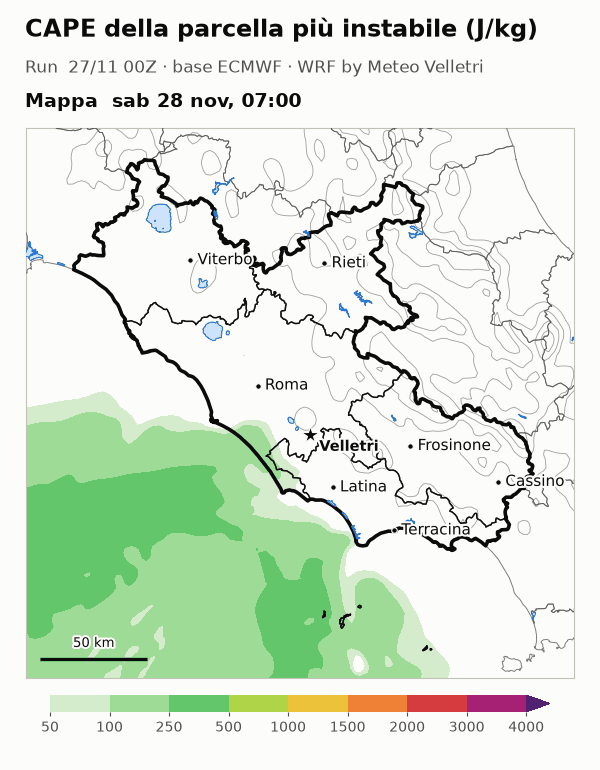 CAPE della parcella più instabile (J/kg)
Run 27/11 00Z · base ECMWF · WRF by Meteo Velletri
Mappa sab 28 nov, 07:00
Viterbo
Rieti
Roma
Velletri
Frosinone
Cassino
Latina
Terracina
50 km
50 100 250 500 1000 1500 2000 3000 4000